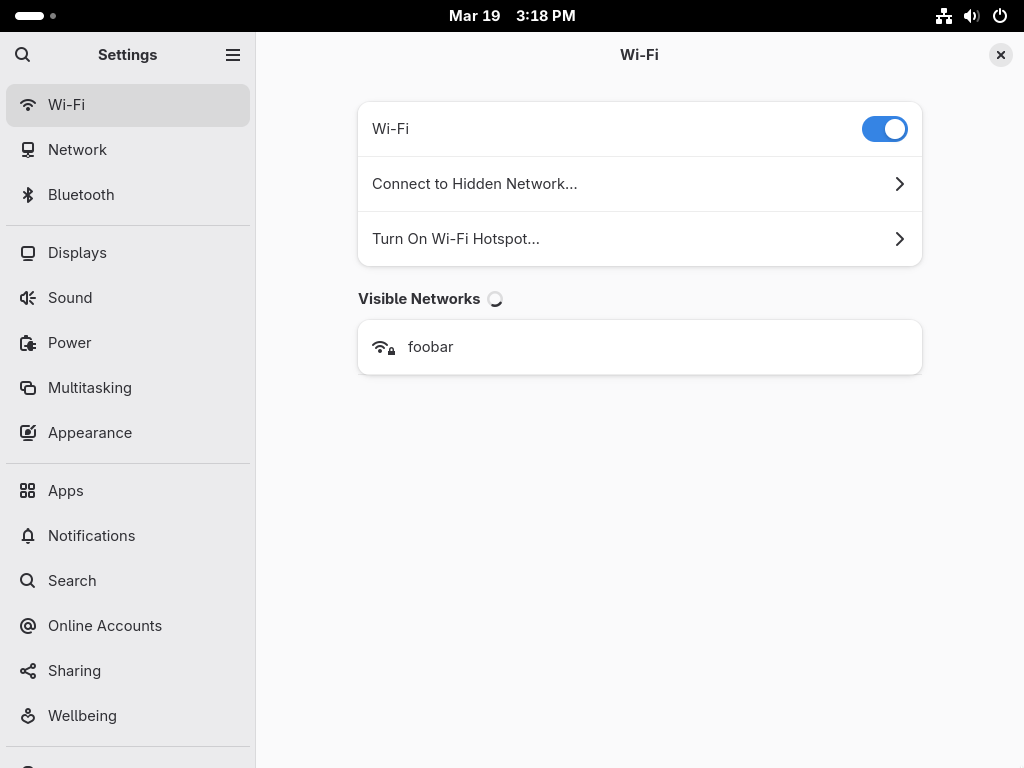 Mar 19 3:18 PM
Settings
Wi-Fi
Wi-Fi
Network
Bluetooth
Displays
Sound
Power
Multitasking
Appearance
Apps
Notifications
Search
Online Accounts
Sharing
Wellbeing
Wi-Fi
Connect to Hidden Network…
Turn On Wi-Fi Hotspot…
Visible Networks
foobar